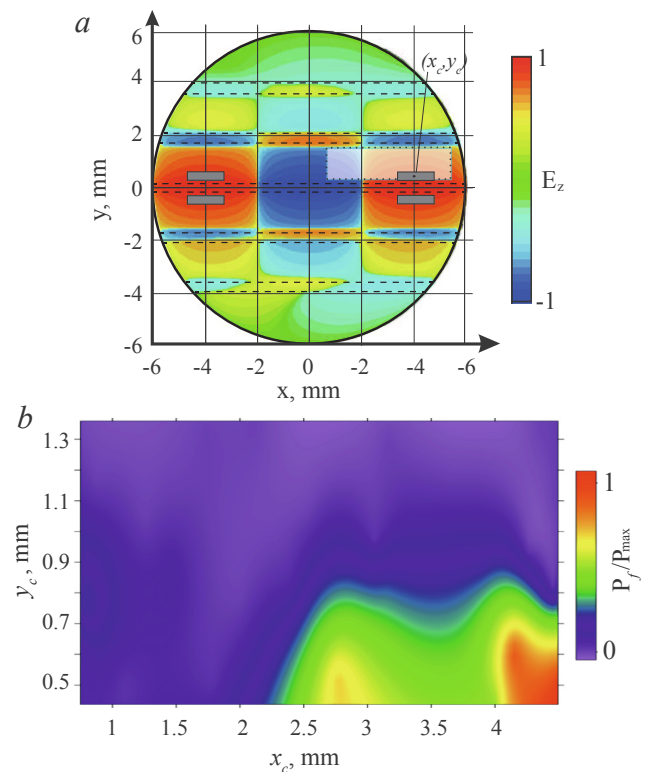 a
6
4
2
0
-2
-4
6
y, mm
-6 -4 -2 0 -2 -4 -6
x, mm
(x_c,y_c)
1
E_z
-1
b
1.3
1.1
0.9
0.7
0.5
y_c, mm
1 1.5 2 2.5 3 3.5 4
x_c, mm
1
P_f/P_max
0